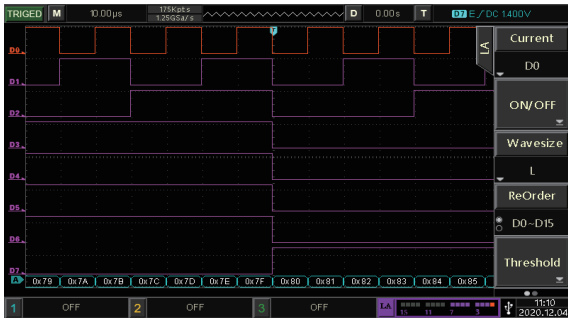 TRIGED M 10.00μs 175Kpts D 0.00s T D7 E/DC 1.400V
1.25GSa/s
Current
LA
D0
D0
D1
ON/OFF
D2
Wavesize
D3
L
D4
ReOrder
D5
D0~D15
D6
Threshold
D7
A 0x79 0x7A 0x7B 0x7C 0x7D 0x7E 0x7F 0x80 0x81 0x82 0x83 0x84 0x85
1 OFF 2 OFF 3 OFF LA 15 11 7 3 11:10
2020.12.04